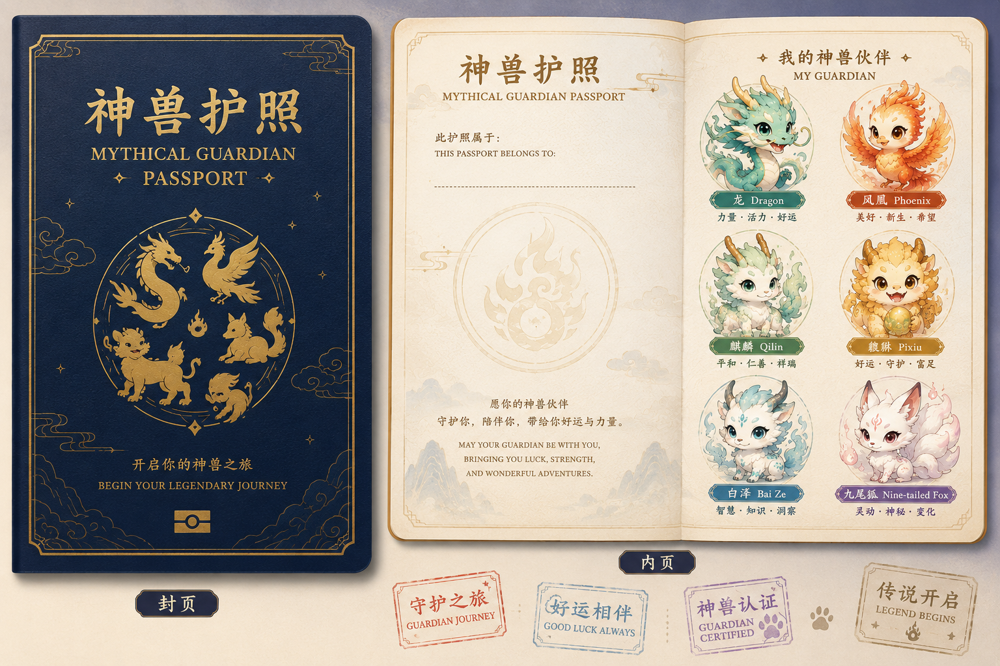 神兽护照
MYTHICAL GUARDIAN
PASSPORT
开启你的神兽之旅
BEGIN YOUR LEGENDARY JOURNEY
封页
神兽护照
MYTHICAL GUARDIAN PASSPORT
此护照属于:
THIS PASSPORT BELONGS TO:
愿你的神兽伙伴
守护你，陪伴你，带给你好运与力量。
MAY YOUR GUARDIAN BE WITH YOU,
BRINGING YOU LUCK, STRENGTH,
AND WONDERFUL ADVENTURES.
我的神兽伙伴
MY GUARDIAN
龙 Dragon
力量·活力·好运
Phoenix
美好·新生·希望
麒麟 Qilin
平和·仁善·祥瑞
Pixiu
好运·守护·富足
白泽 Bai Ze
智慧·知识·洞察
九尾狐 Nine-tailed Fox
灵动·神秘·变化
内页
守护之旅
GUARDIAN JOURNEY
好运相伴
GOOD LUCK ALWAYS
神兽认证
GUARDIAN
CERTIFIED
传说开启
LEGEND BEGINS